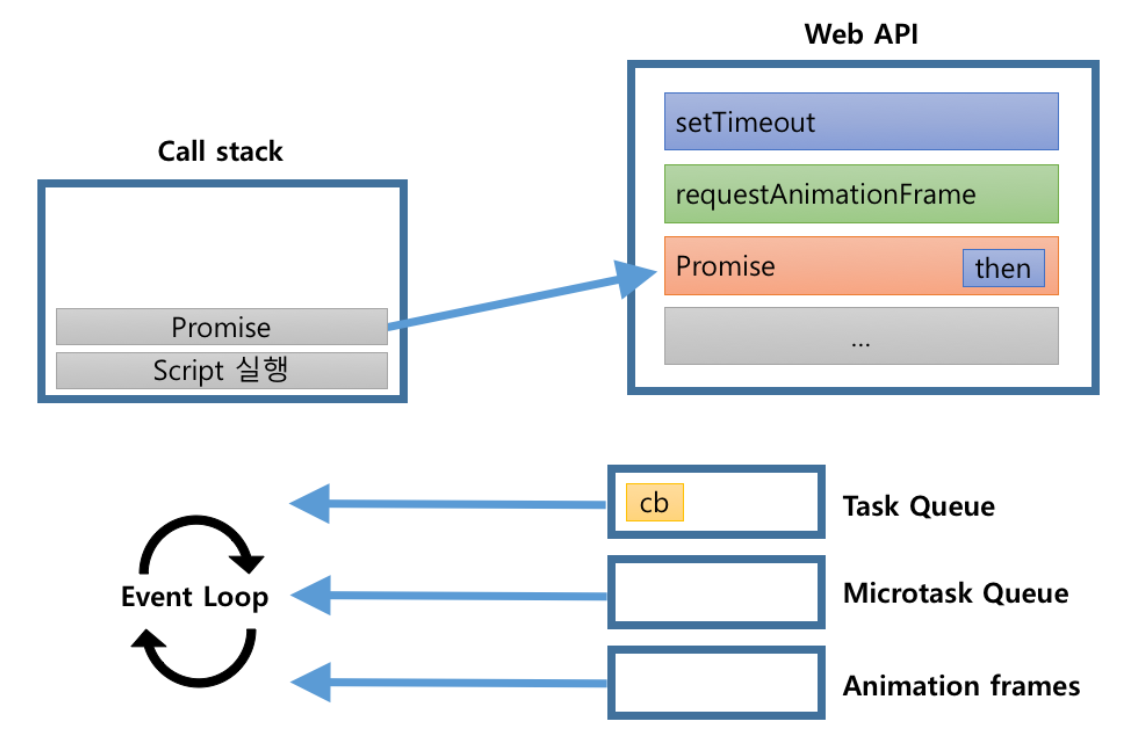 Web API
setTimeout
requestAnimationFrame
Promise
then
...
Call stack
Promise
Script 실행
cb
Task Queue
Event Loop
Microtask Queue
Animation frames